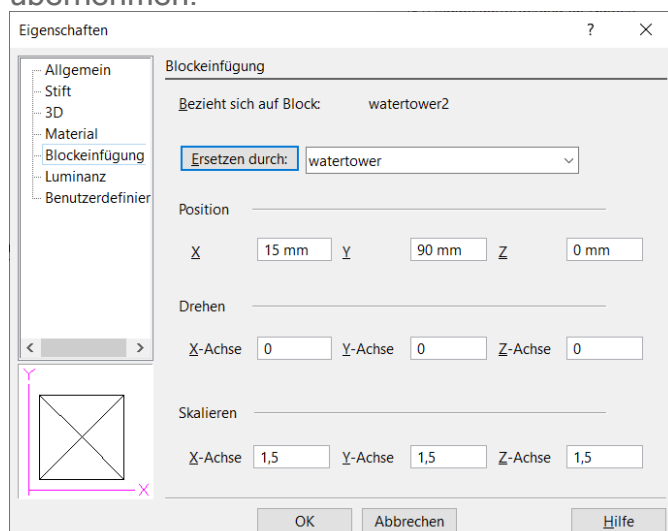 übernehmen.
Eigenschaften ? ×
Allgemein
Stift
3D
Material
Blockeinfügung
Luminanz
Benutzerdefinier
Blockeinfügung
Bezieht sich auf Block: watertower2
Ersetzen durch: watertower
Position
X 15 mm Y 90 mm Z 0 mm
Drehen
X-Achse 0 Y-Achse 0 Z-Achse 0
Skalieren
X-Achse 1,5 Y-Achse 1,5 Z-Achse 1,5
Y
X
OK Abbrechen Hilfe